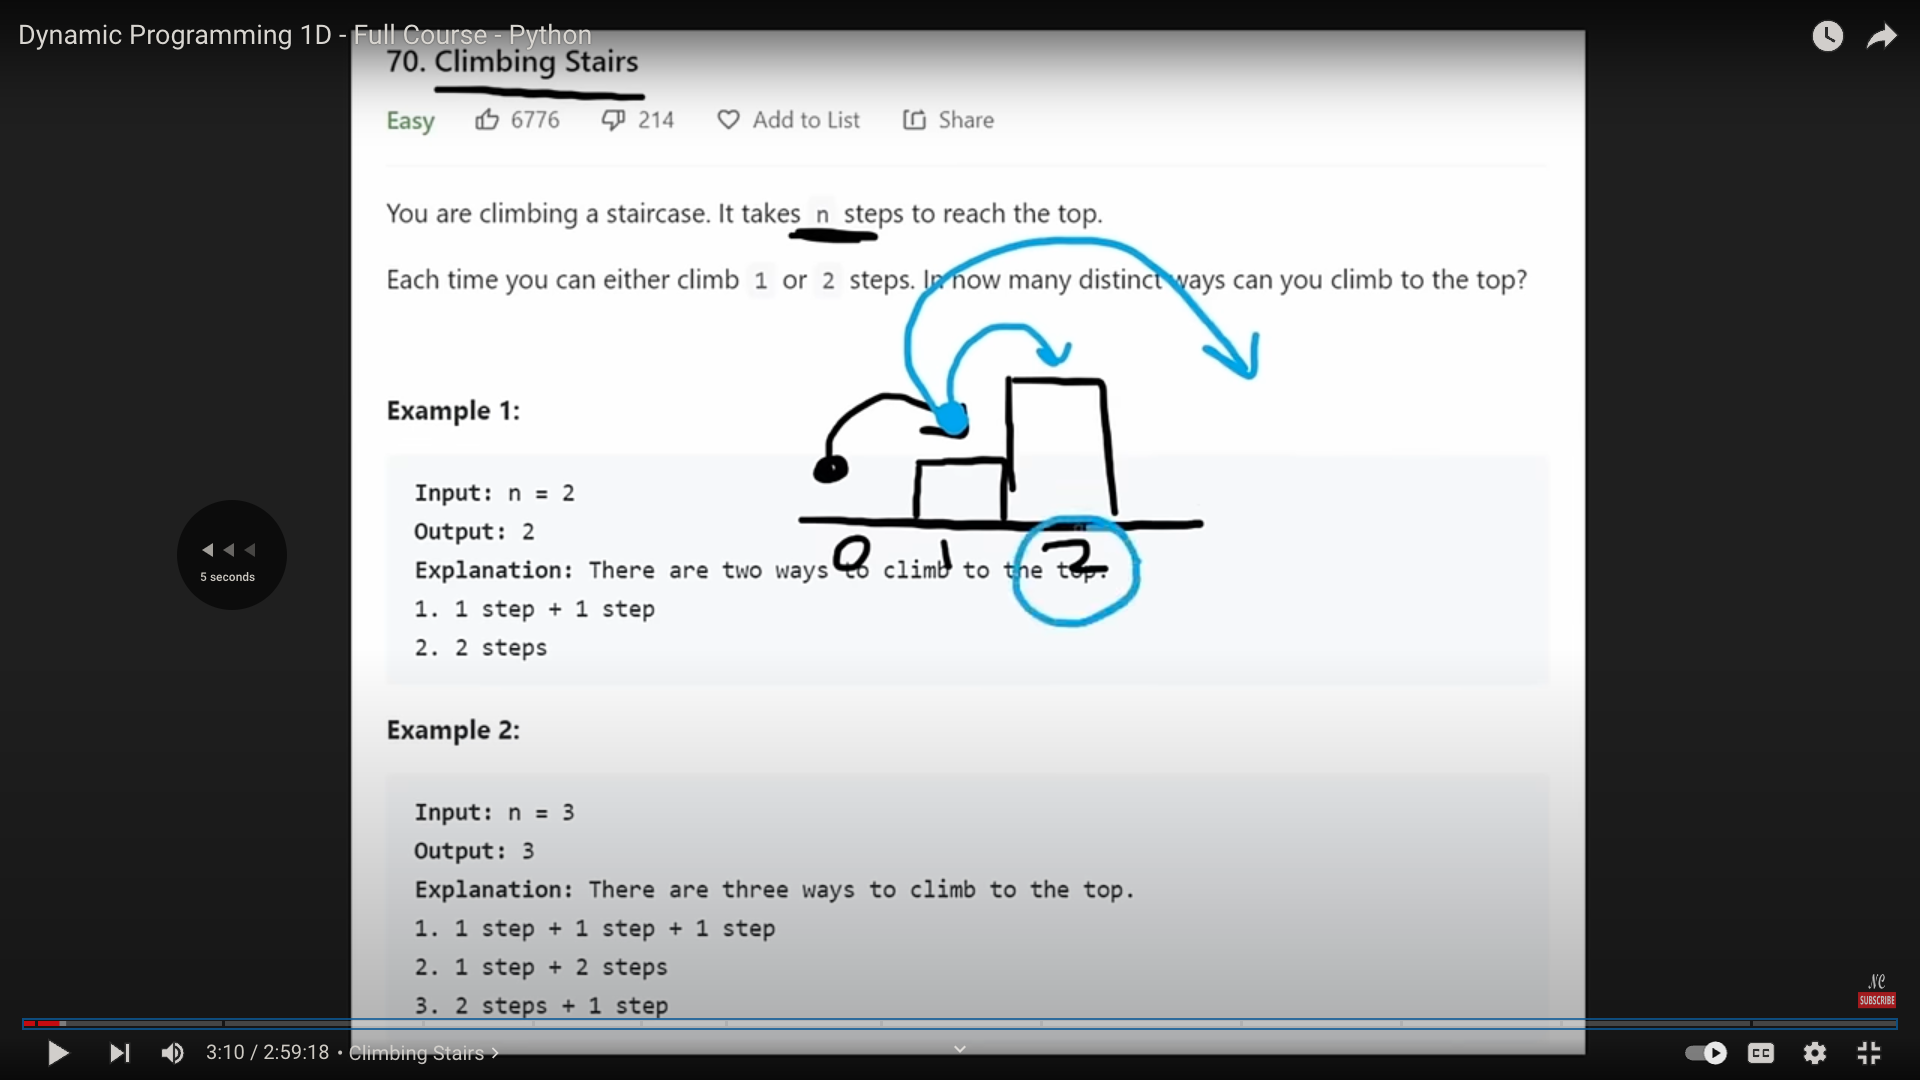 Dynamic Programming 1D - Full Course - Python
70. Climbing Stairs
Easy 6776 214 Add to List Share
You are climbing a staircase. It takes n steps to reach the top.
Each time you can either climb 1 or 2 steps. In how many distinct ways can you climb to the top?
Example 1:
Input: n = 2
Output: 2
0 1 2
Explanation: There are two ways to climb to the top.
1. 1 step + 1 step
2. 2 steps
5 seconds
Example 2:
Input: n = 3
Output: 3
Explanation: There are three ways to climb to the top.
1. 1 step + 1 step + 1 step
2. 1 step + 2 steps
3. 2 steps + 1 step
NC
SUBSCRIBE
3:10 / 2:59:18 • Climbing Stairs >
CC